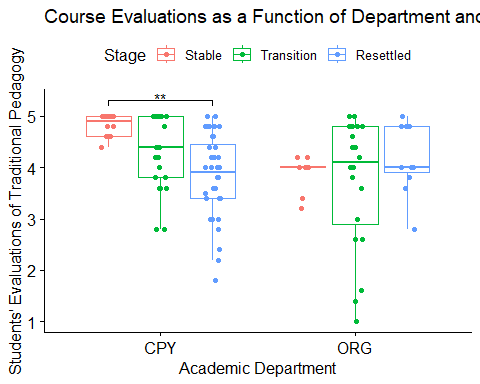 Course Evaluations as a Function of Department and
Stage Stable Transition Resettled
Students' Evaluations of Traditional Pedagogy
**
5
4
3
2
1
CPY ORG
Academic Department